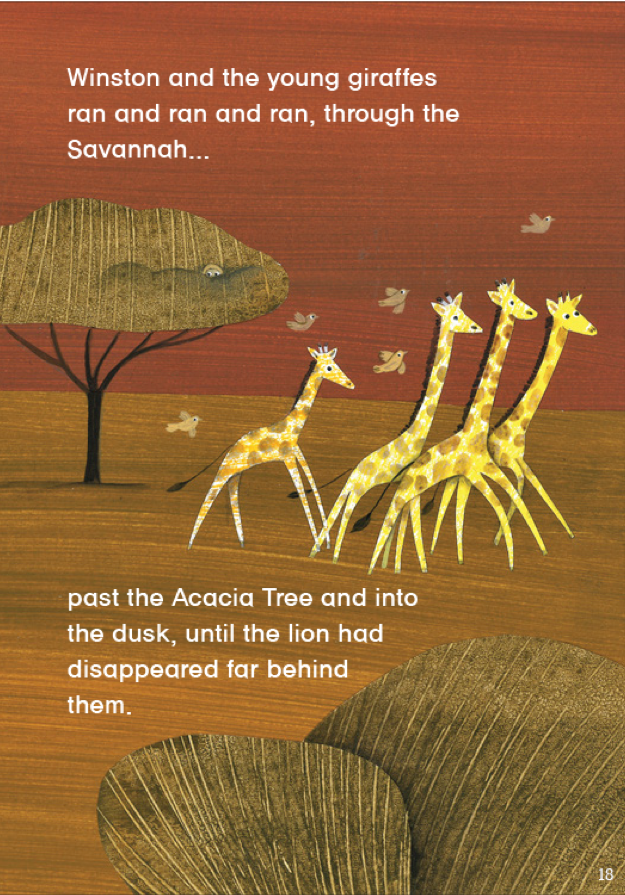 Winston and the young giraffes
ran and ran and ran, through the
Savannah...
past the Acacia Tree and into
the dusk, until the lion had
disappeared far behind
them.
18